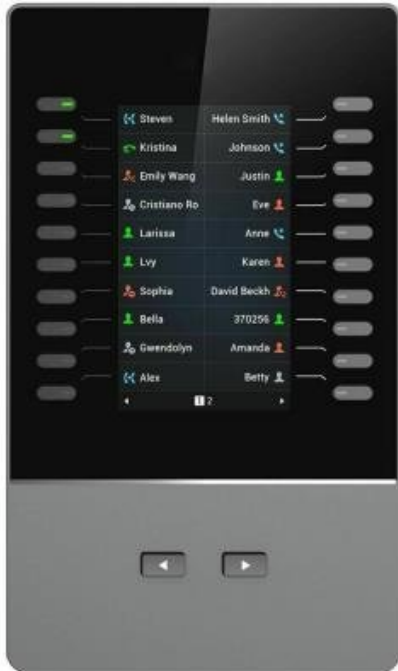 Steven Helen Smith
Kristina Johnson
Emily Wang Justin
Cristiano Ro Eve
Larissa Anne
Lvy Karen
Sophia David Beckh
Bella 370256
Gwendolyn Amanda
Alex Betty
1 2